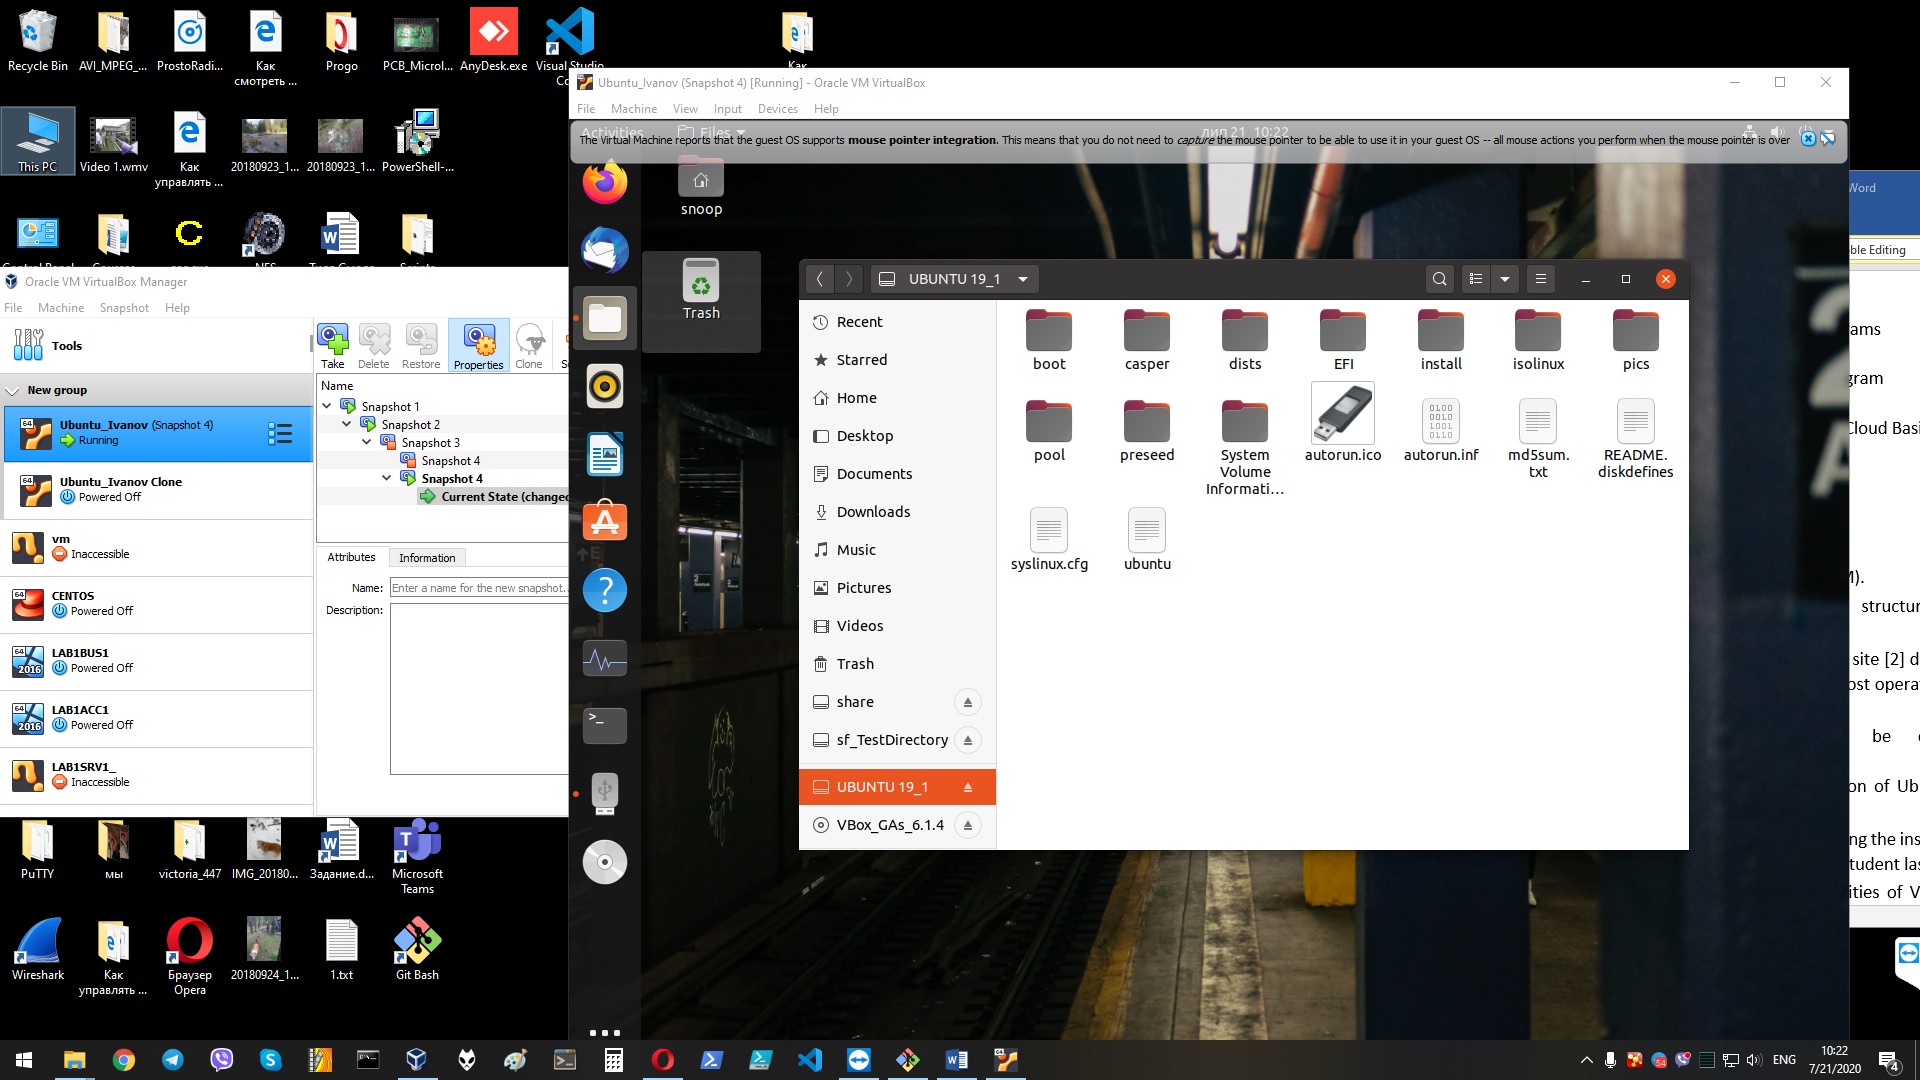 Recycle Bin
AVI_MPEG_...
ProstoRadi...
Как
смотреть ...
Progo
PCB_Microl...
AnyDesk.exe
Visual Studio
Как
This PC
Video 1.wmv
Как
управлять ...
20180923_1...
20180923_1...
PowerShell-...
Ubuntu_Ivanov (Snapshot 4) [Running] - Oracle VM VirtualBox
File Machine View Input Devices Help
Activities Files лип 21 10:22
The Virtual Machine reports that the guest OS supports mouse pointer integration. This means that you do not need to capture the mouse pointer to be able to use it in your guest OS -- all mouse actions you perform when the mouse pointer is over
snoop
Trash
UBUNTU 19_1
Recent
Starred
Home
Desktop
Documents
Downloads
Music
Pictures
Videos
Trash
share
sf_TestDirectory
UBUNTU 19_1
VBox_GAs_6.1.4
boot
casper
dists
EFI
install
isolinux
pics
pool
preseed
System
Volume
Informati...
autorun.ico
autorun.inf
md5sum.
txt
README.
diskdefines
syslinux.cfg
ubuntu
Oracle VM VirtualBox Manager
File Machine Snapshot Help
Tools
New group
Ubuntu_Ivanov (Snapshot 4)
Running
Ubuntu_Ivanov Clone
Powered Off
vm
Inaccessible
CENTOS
Powered Off
LAB1BUS1
Powered Off
LAB1ACC1
Powered Off
LAB1SRV1_
Inaccessible
Take
Delete
Restore
Properties
Clone
Name
Snapshot 1
Snapshot 2
Snapshot 3
Snapshot 4
Snapshot 4
Current State (changed
Attributes
Information
Name:
Enter a name for the new snapshot...
Description:
PuTTY
мы
victoria_447
IMG_20180...
Задание.d...
Microsoft
Teams
Wireshark
Как
управлять ...
Браузер
Opera
20180924_1...
1.txt
Git Bash
Word
ble Editing
ams
gram
Cloud Basi
M).
structur
site [2] d
ost operat
be
on of Ub
ng the ins
tudent las
ities of V
ENG
10:22
7/21/2020
4